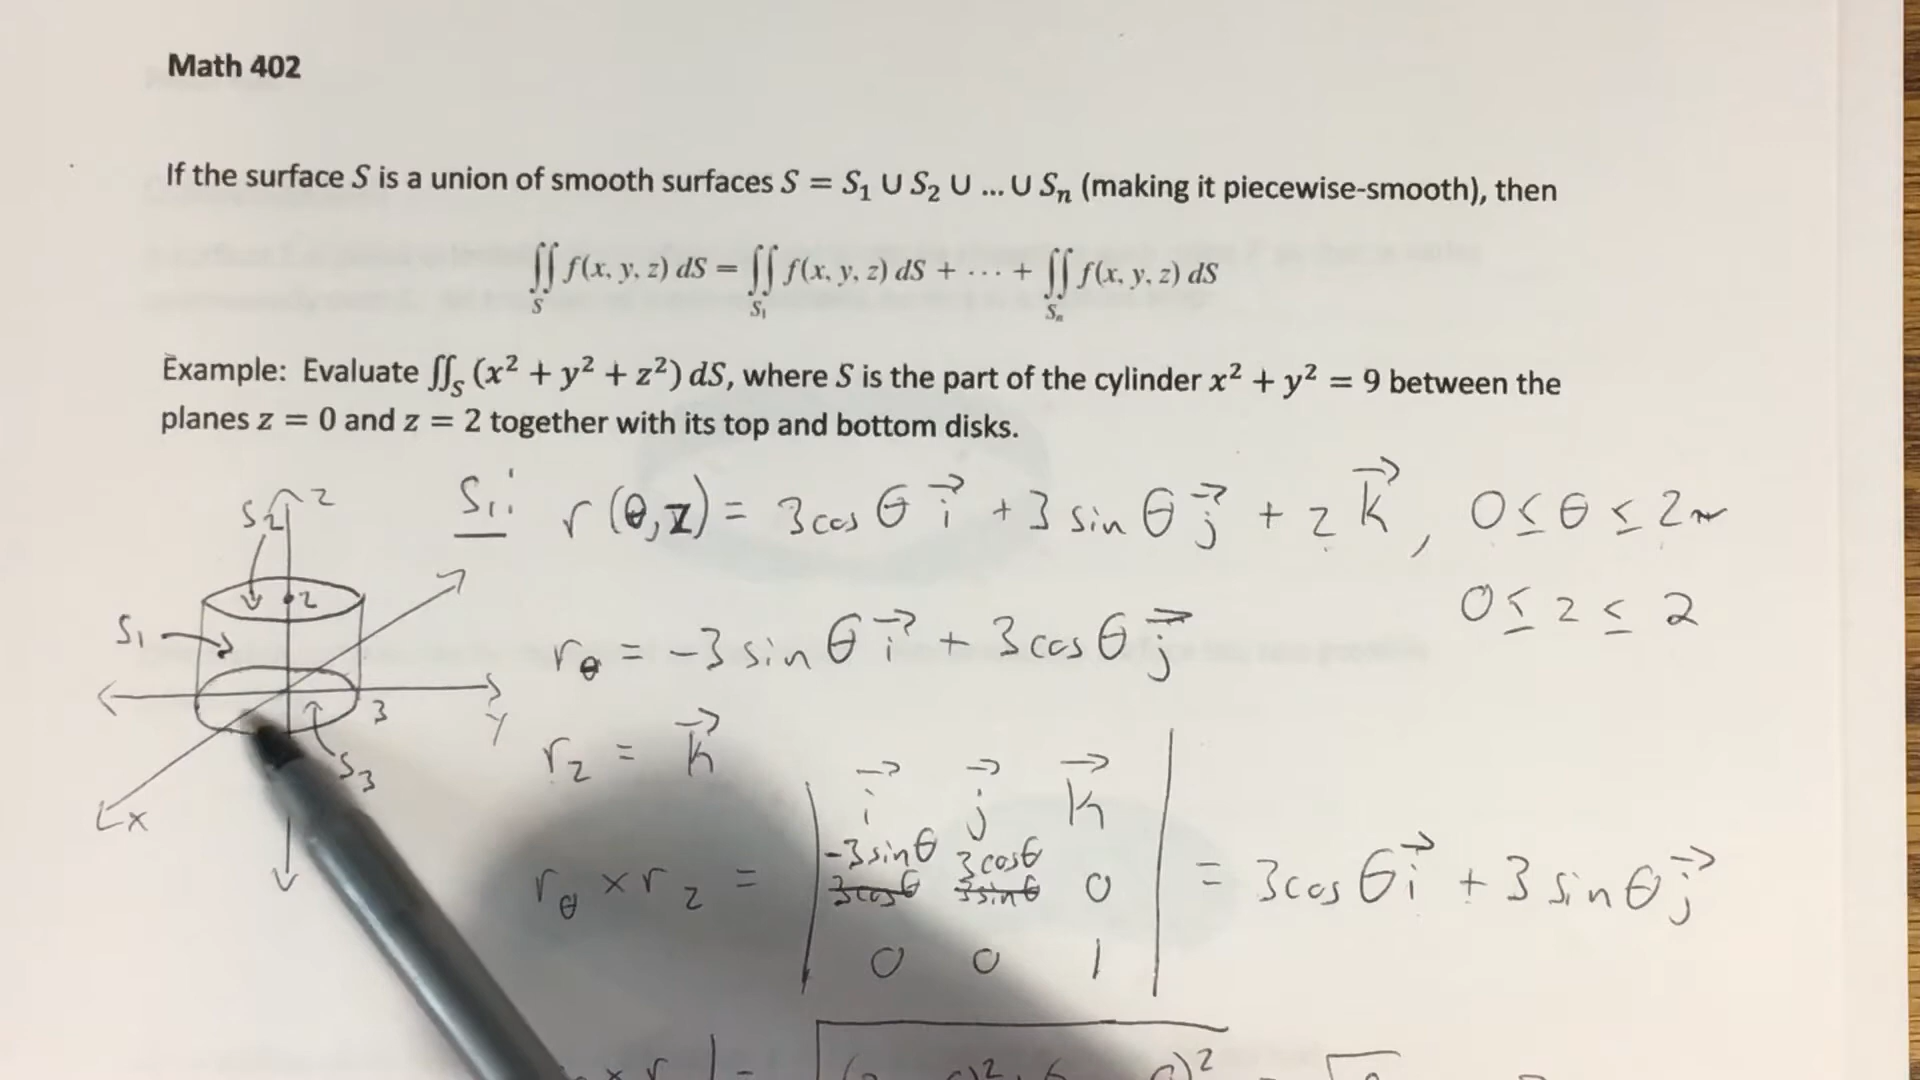 Math 402
If the surface S is a union of smooth surfaces S = S₁ ∪ S₂ ∪ ... ∪ Sₙ (making it piecewise-smooth), then
∬_S f(x, y, z) dS = ∬_S₁ f(x, y, z) dS + ⋯ + ∬_Sₙ f(x, y, z) dS
Example: Evaluate ∬_S (x² + y² + z²) dS, where S is the part of the cylinder x² + y² = 9 between the
planes z = 0 and z = 2 together with its top and bottom disks.
S₁: r(θ,z) = 3cos θ i⃗ + 3 sin θ j⃗ + z k⃗, 0 ≤ θ ≤ 2π
0 ≤ z ≤ 2
S₂ z
2
S₁
3
y
S₃
x
r_θ = -3 sin θ i⃗ + 3 cos θ j⃗
r_z = k⃗
i⃗ j⃗ k⃗
-3sinθ 3cosθ
r_θ × r_z = 3cosθ 3sinθ 0 = 3cos θ i⃗ + 3 sin θ j⃗
0 0 1